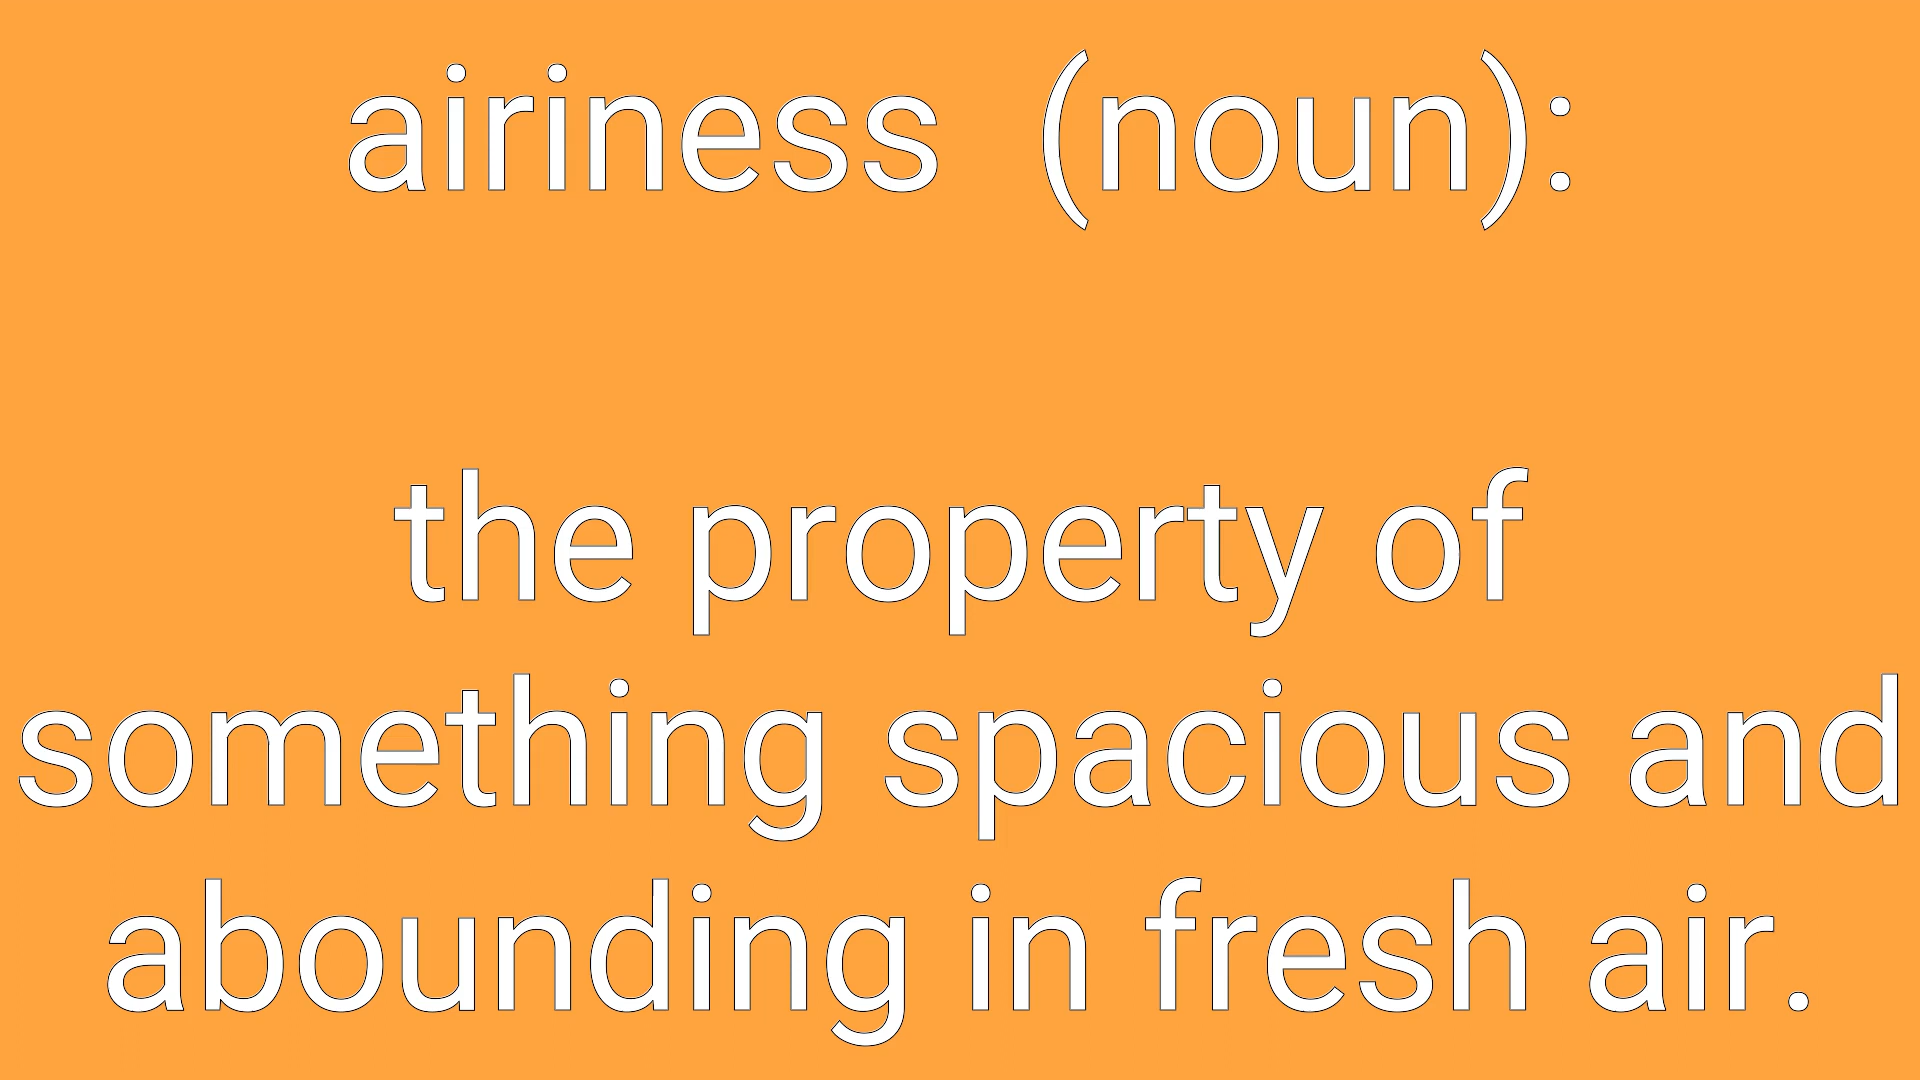 airiness  (noun):
the property of
something spacious and
abounding in fresh air.